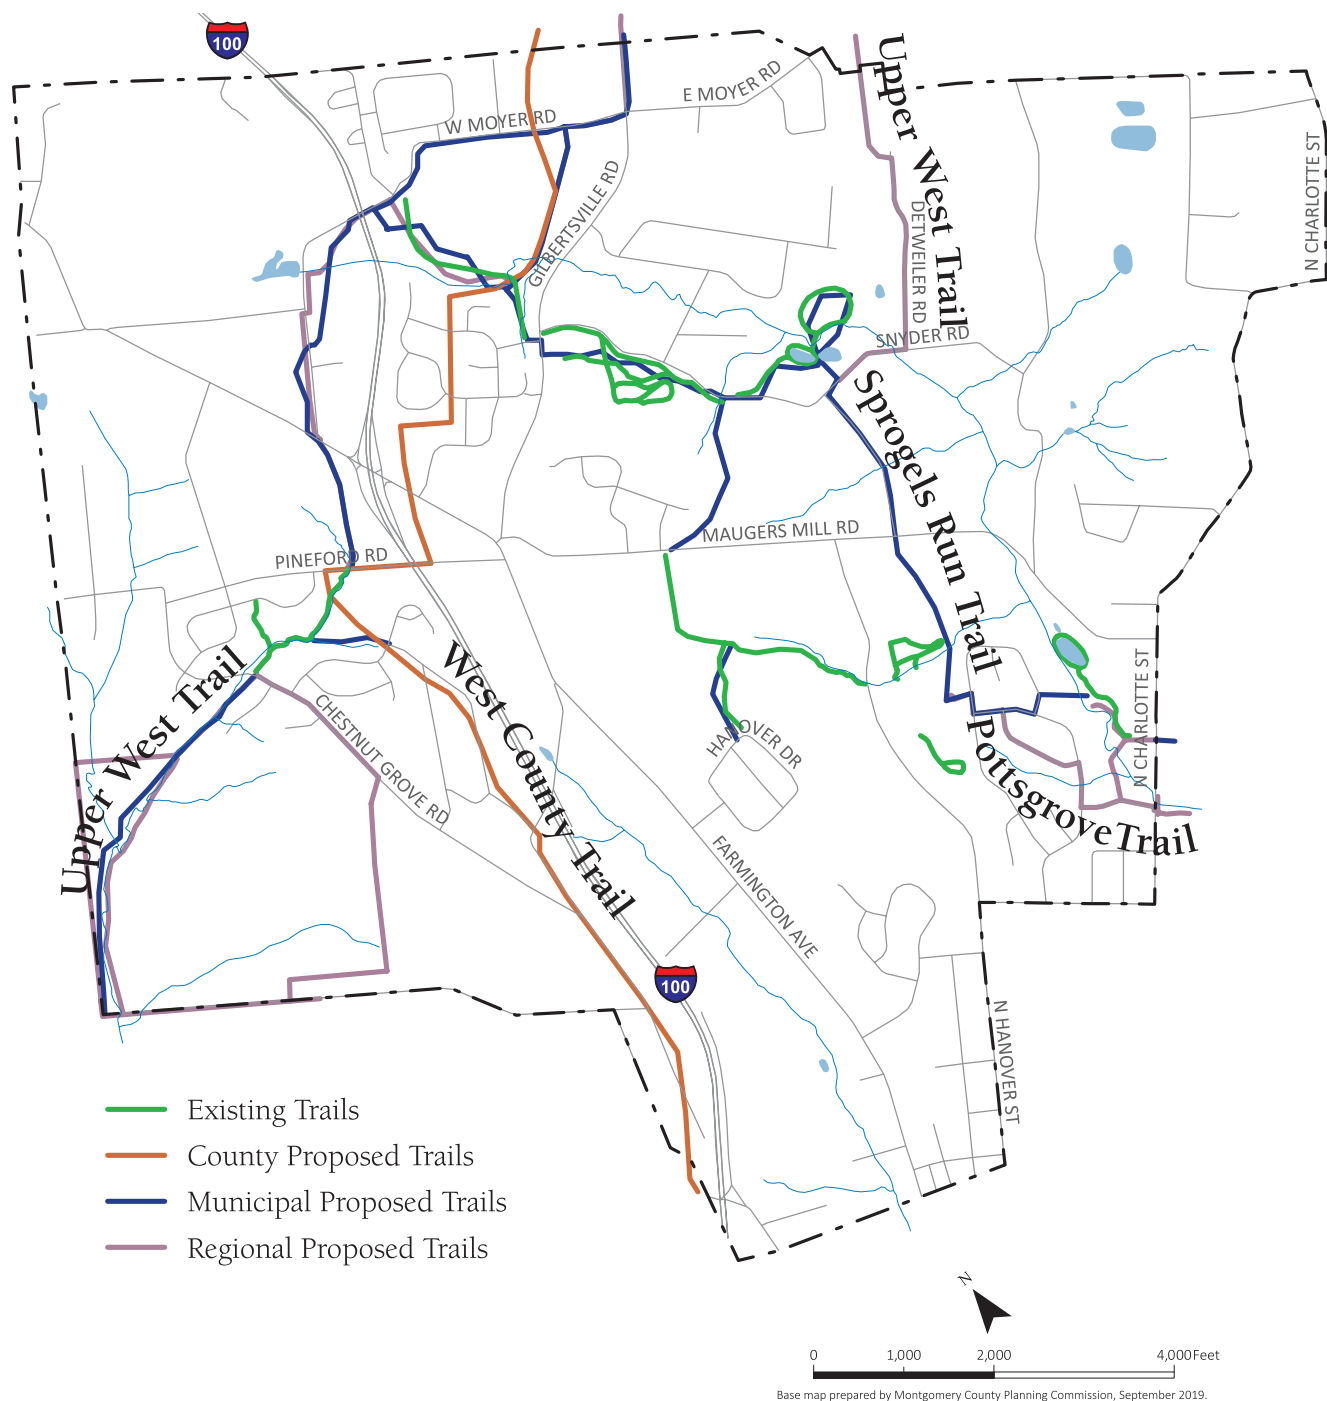 100
W MOYER RD
E MOYER RD
Upper West Trail
N CHARLOTTE ST
GILBERTSVILLE RD
DETWEILER RD
SNYDER RD
Sprogels Run Trail
MAUGERS MILL RD
PINEFORD RD
Upper West Trail
West County Trail
CHESTNUT GROVE RD
HANOVER DR
N CHARLOTTE ST
Pottsgrove Trail
FARMINGTON AVE
100
N HANOVER ST
Existing Trails
County Proposed Trails
Municipal Proposed Trails
Regional Proposed Trails
N
0 1,000 2,000 4,000 Feet
Base map prepared by Montgomery County Planning Commission, September 2019.